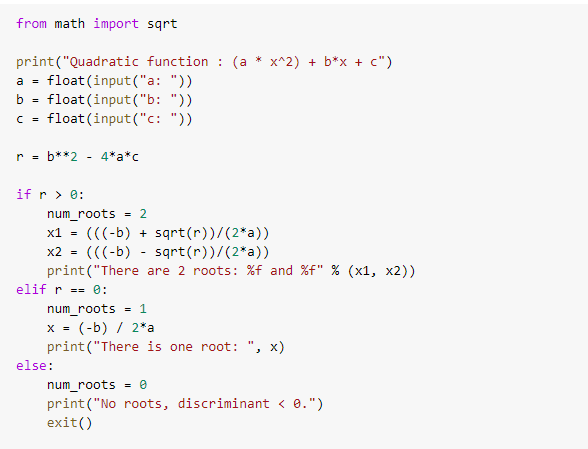 from math import sqrt
print("Quadratic function : (a * x^2) + b*x + c")
a = float(input("a: "))
b = float(input("b: "))
c = float(input("c: "))
r = b**2 - 4*a*c
if r > 0:
    num_roots = 2
    x1 = (((-b) + sqrt(r))/(2*a))
    x2 = (((-b) - sqrt(r))/(2*a))
    print("There are 2 roots: %f and %f" % (x1, x2))
elif r == 0:
    num_roots = 1
    x = (-b) / 2*a
    print("There is one root: ", x)
else:
    num_roots = 0
    print("No roots, discriminant < 0.")
    exit()